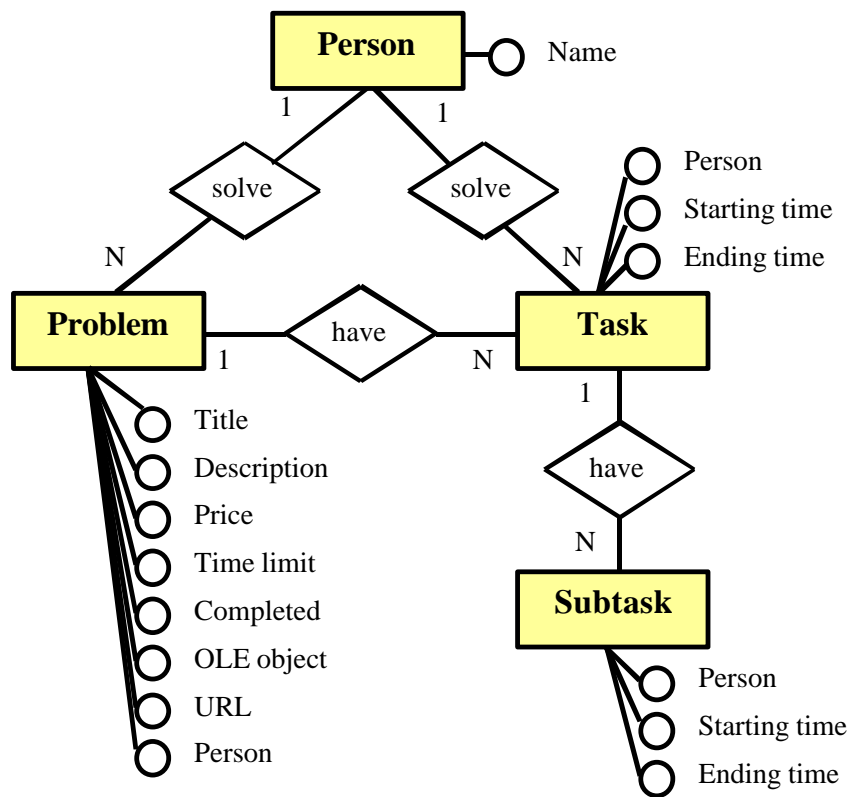 Person
Name
1
1
solve
solve
Person
Starting time
Ending time
N
N
Problem
Task
have
1
N
1
Title
Description
Price
Time limit
Completed
OLE object
URL
Person
have
N
Subtask
Person
Starting time
Ending time